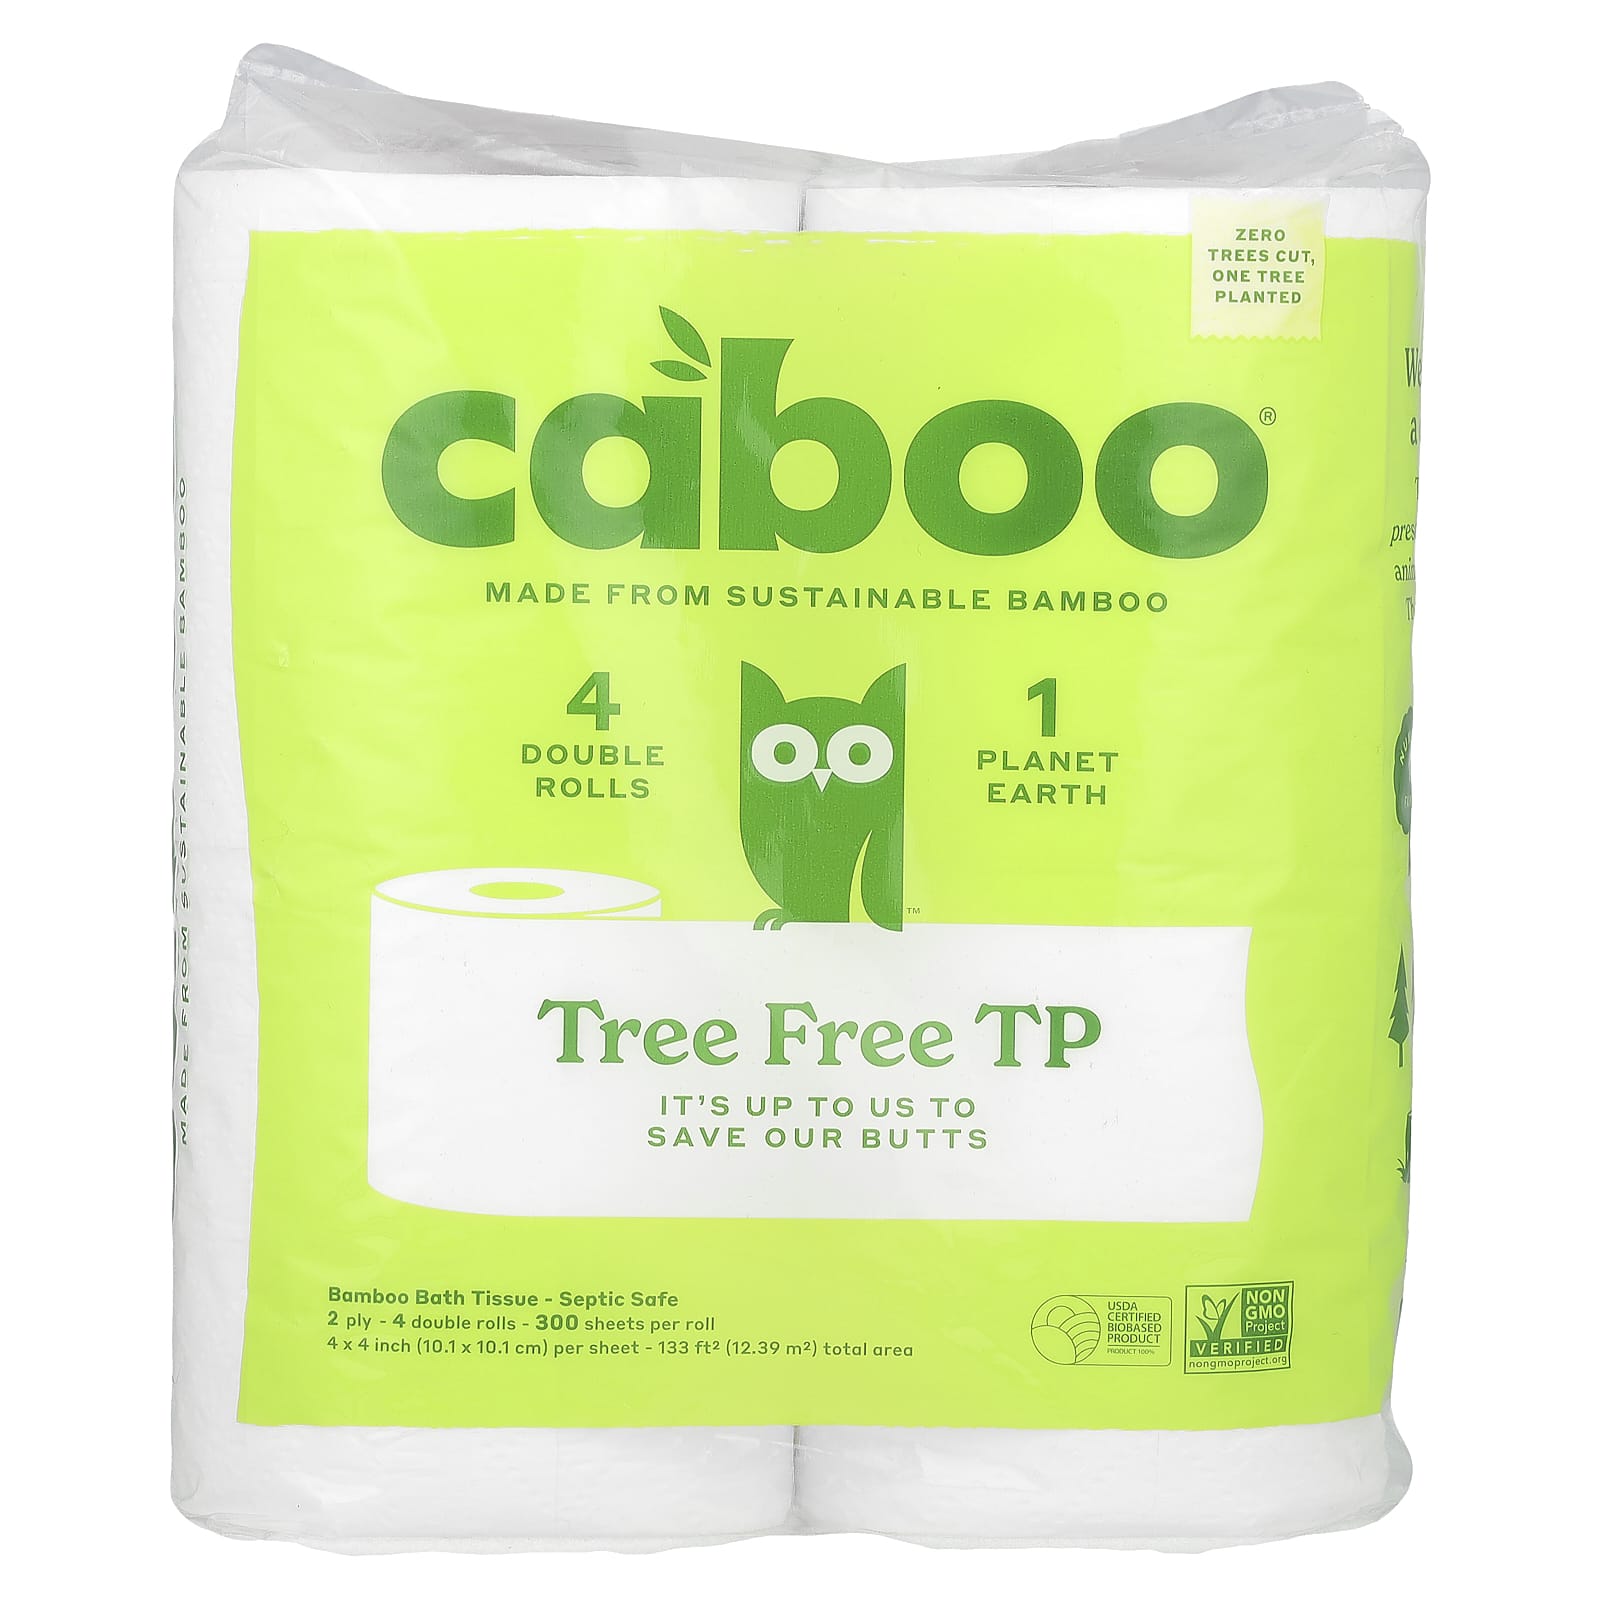 ZERO
TREES CUT,
ONE TREE
PLANTED
caboo®
MADE FROM SUSTAINABLE BAMBOO
4
DOUBLE
ROLLS
1
PLANET
EARTH
™
Tree Free TP
IT'S UP TO US TO
SAVE OUR BUTTS
Bamboo Bath Tissue - Septic Safe
2 ply - 4 double rolls - 300 sheets per roll
4 x 4 inch (10.1 x 10.1 cm) per sheet - 133 ft² (12.39 m²) total area
USDA
CERTIFIED
BIOBASED
PRODUCT
PRODUCT 100%
NON
GMO
Project
VERIFIED
nongmoproject.org
MADE FROM SUSTAINABLE BAMBOO